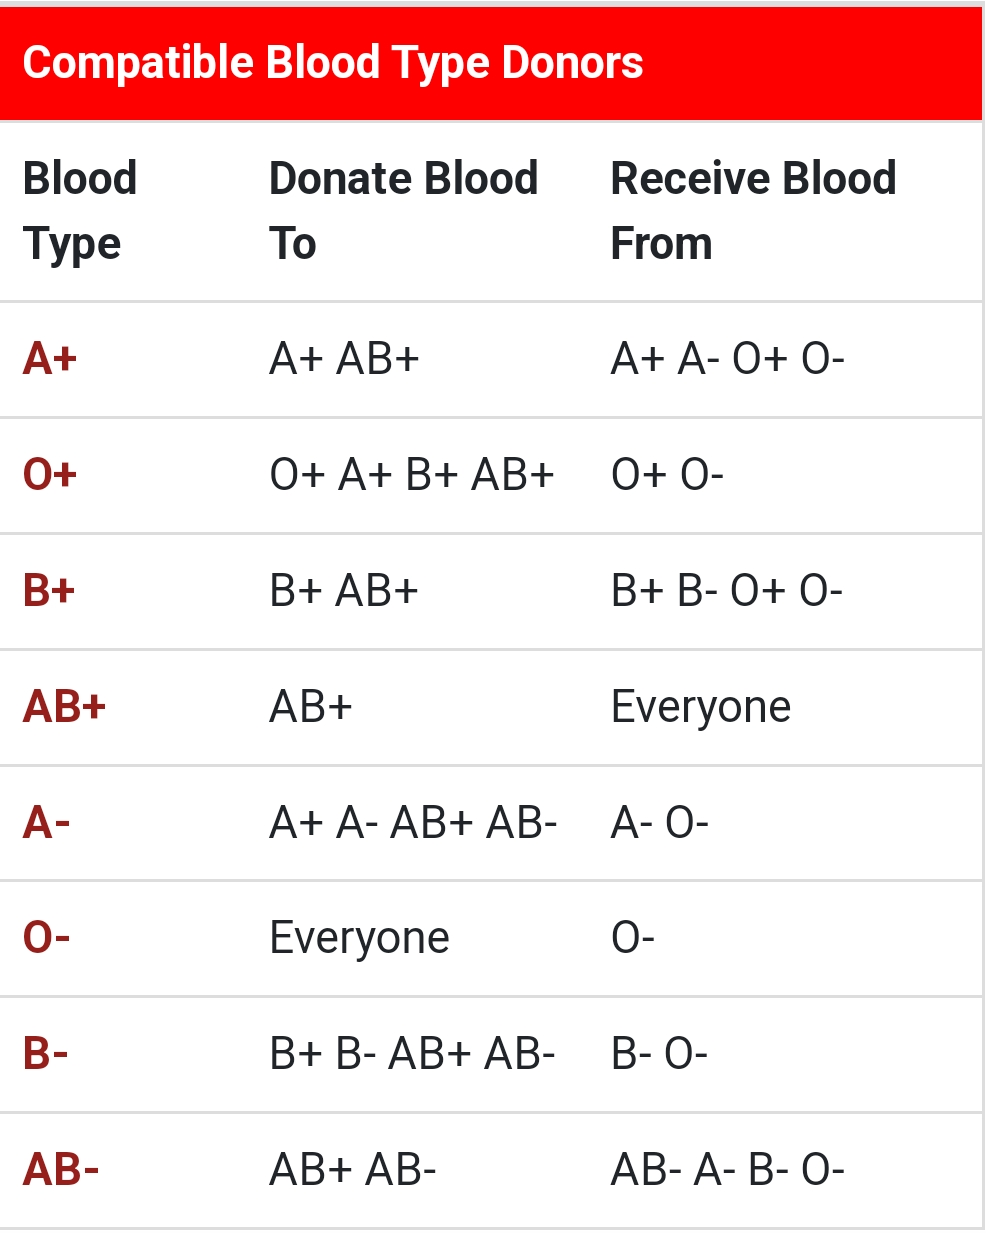 Compatible Blood Type Donors
Blood Type Donate Blood To Receive Blood From
A+ A+ AB+ A+ A- O+ O-
O+ O+ A+ B+ AB+ O+ O-
B+ B+ AB+ B+ B- O+ O-
AB+ AB+ Everyone
A- A+ A- AB+ AB- A- O-
O- Everyone O-
B- B+ B- AB+ AB- B- O-
AB- AB+ AB- AB- A- B- O-